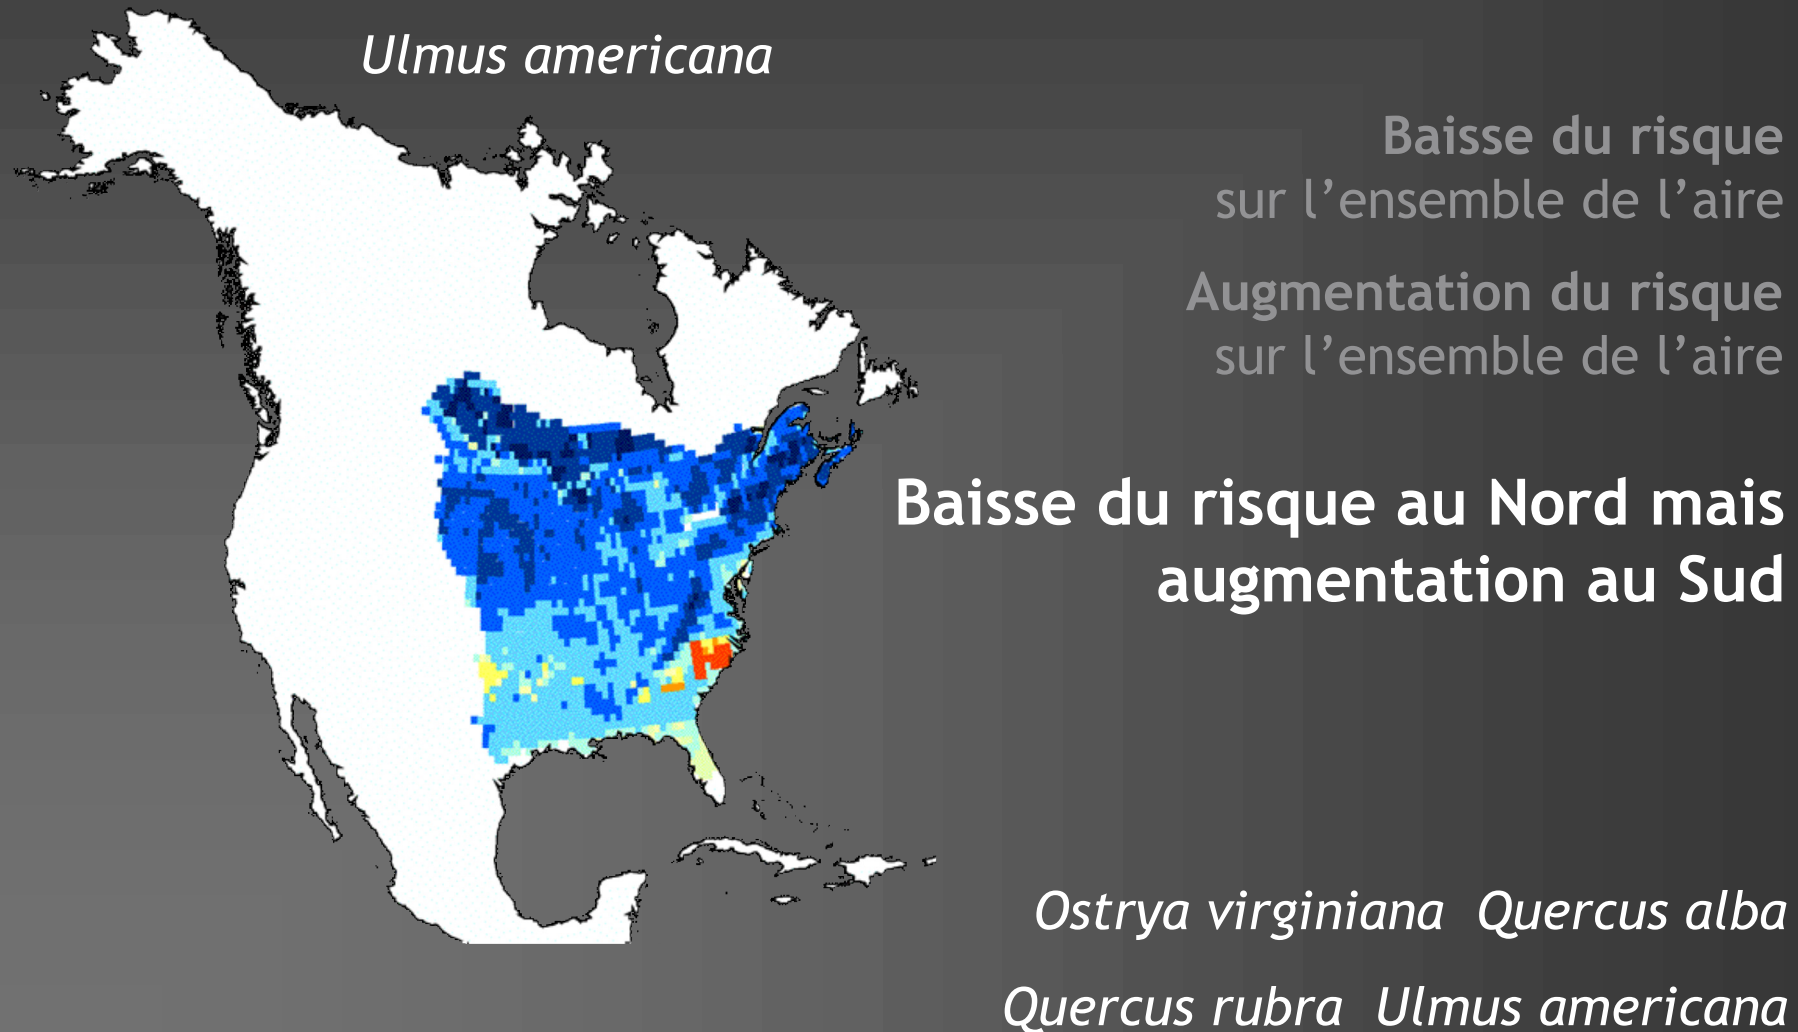 Ulmus americana
Baisse du risque
sur l’ensemble de l’aire
Augmentation du risque
sur l’ensemble de l’aire
Baisse du risque au Nord mais
augmentation au Sud
Ostrya virginiana Quercus alba
Quercus rubra Ulmus americana